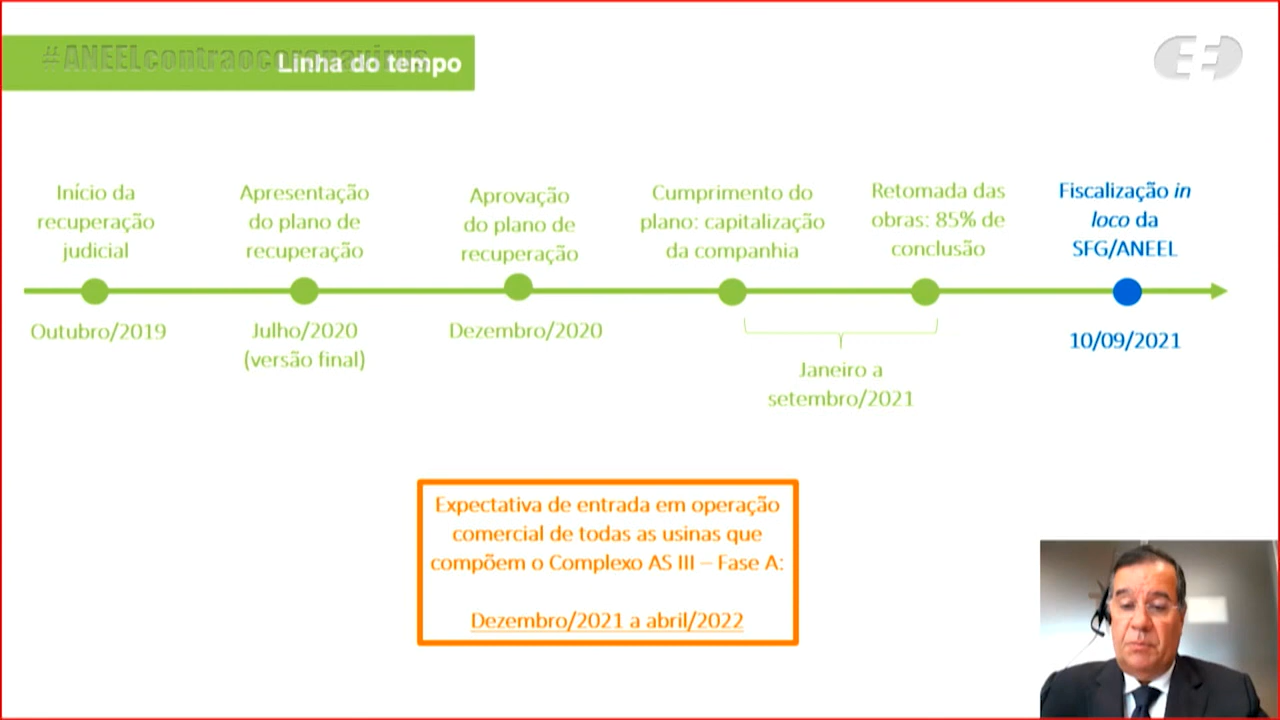 #ANEELcontraocoronavírus
Linha do tempo
Início da
recuperação
judicial
Apresentação
do plano de
recuperação
Aprovação
do plano de
recuperação
Cumprimento do
plano: capitalização
da companhia
Retomada das
obras: 85% de
conclusão
Fiscalização in
loco da
SFG/ANEEL
Outubro/2019
Julho/2020
(versão final)
Dezembro/2020
Janeiro a
setembro/2021
10/09/2021
Expectativa de entrada em operação
comercial de todas as usinas que
compõem o Complexo AS III – Fase A:
Dezembro/2021 a abril/2022